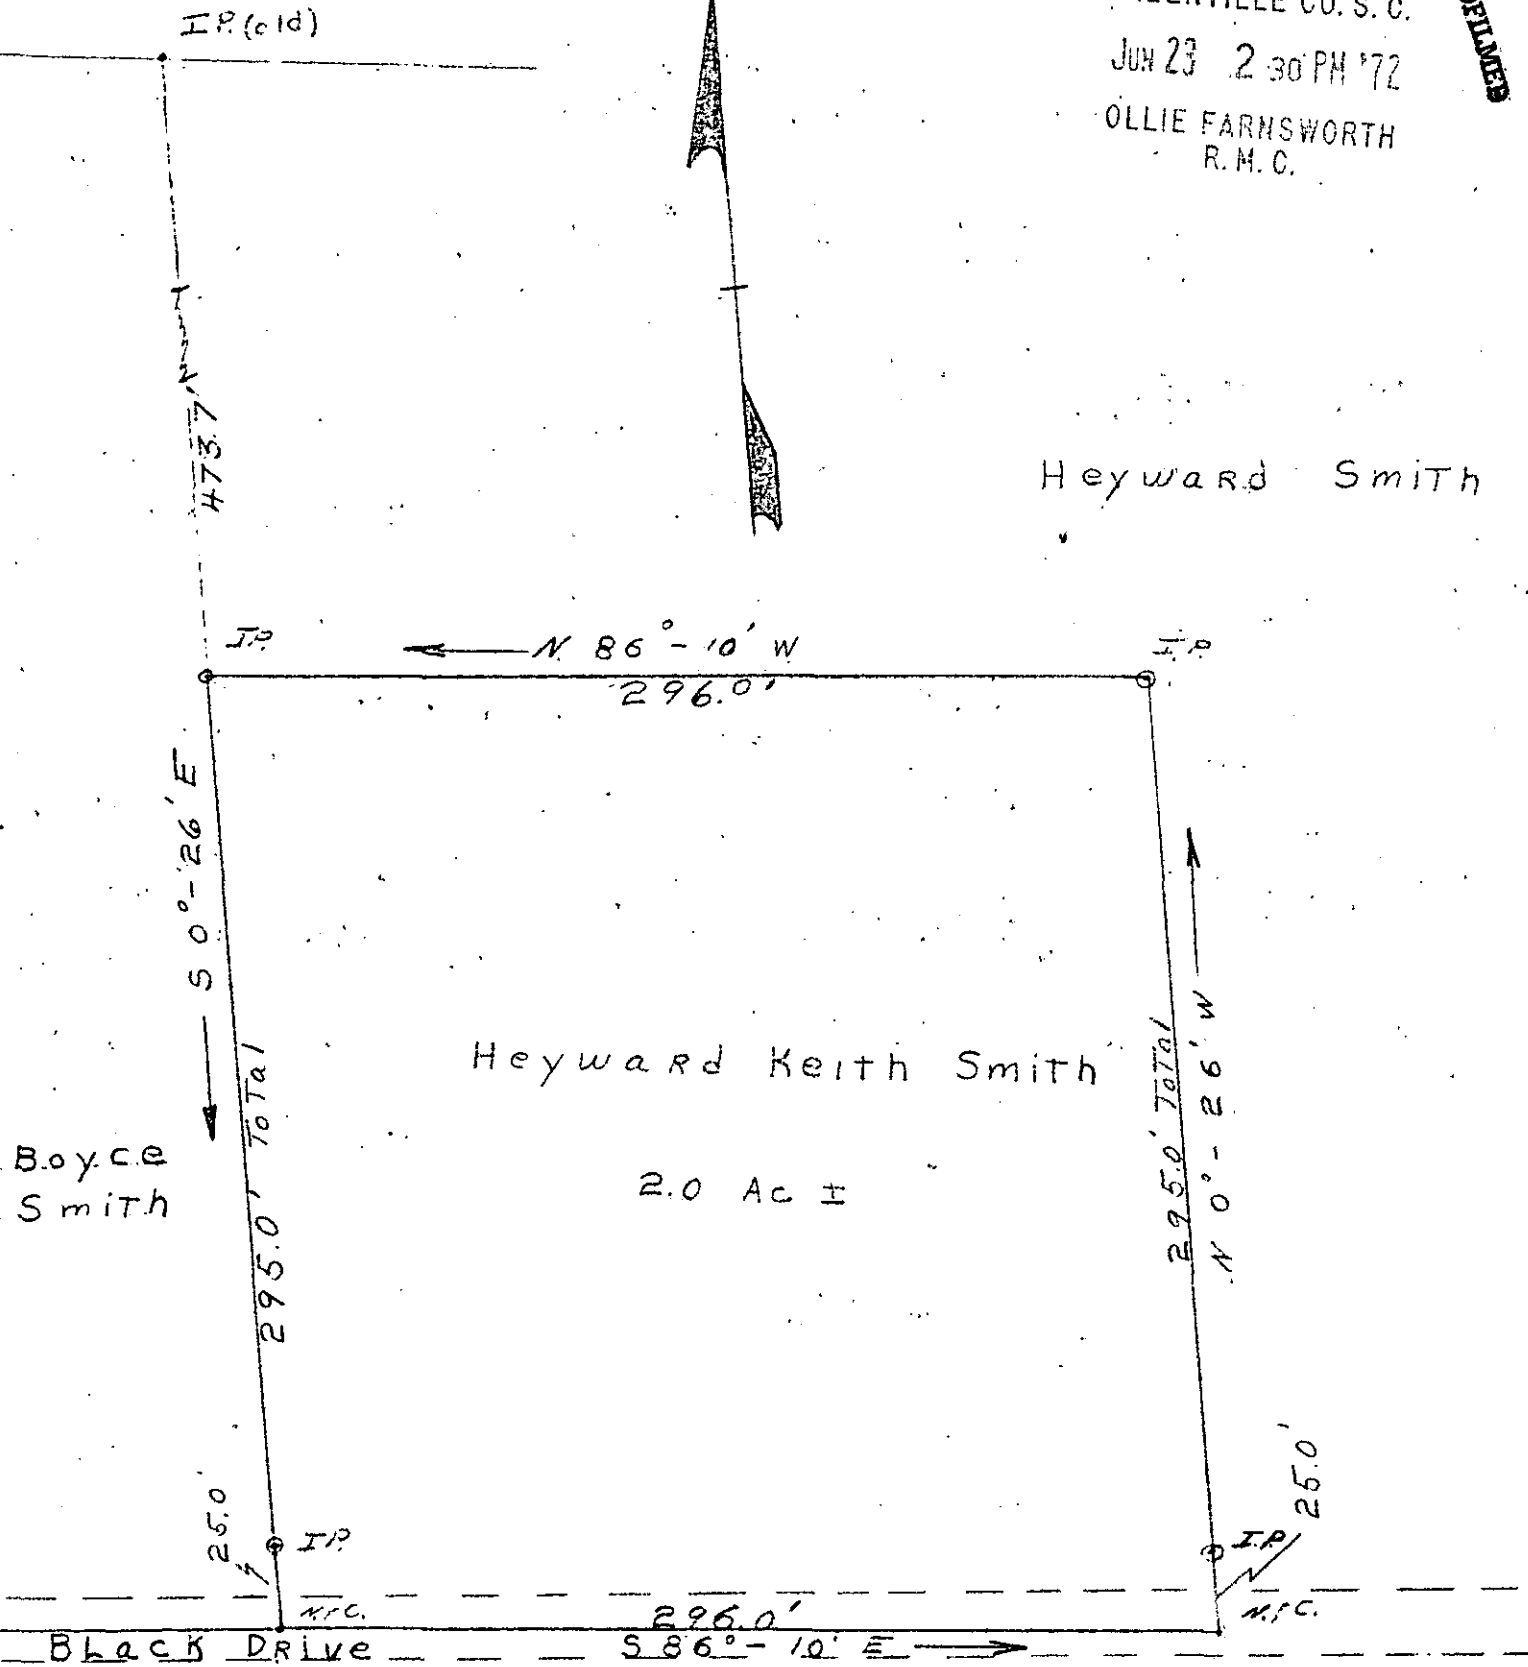 I.P. (old)
CO. S. C.
JUN 23 2 30 PM '72
OLLIE FARNSWORTH
R. M. C.
473.7'
Heyward Smith
I.P.
N 86°-10' W
I.P.
296.0'
S 0°-26' E
295.0' Total
Heyward Keith Smith
2.0 Ac ±
295.0' Total
N 0°-26' W
Boyce
Smith
25.0'
I.P.
25.0'
I.P.
N.&C.
296.0'
N.&C.
Black Drive S 86°-10' E